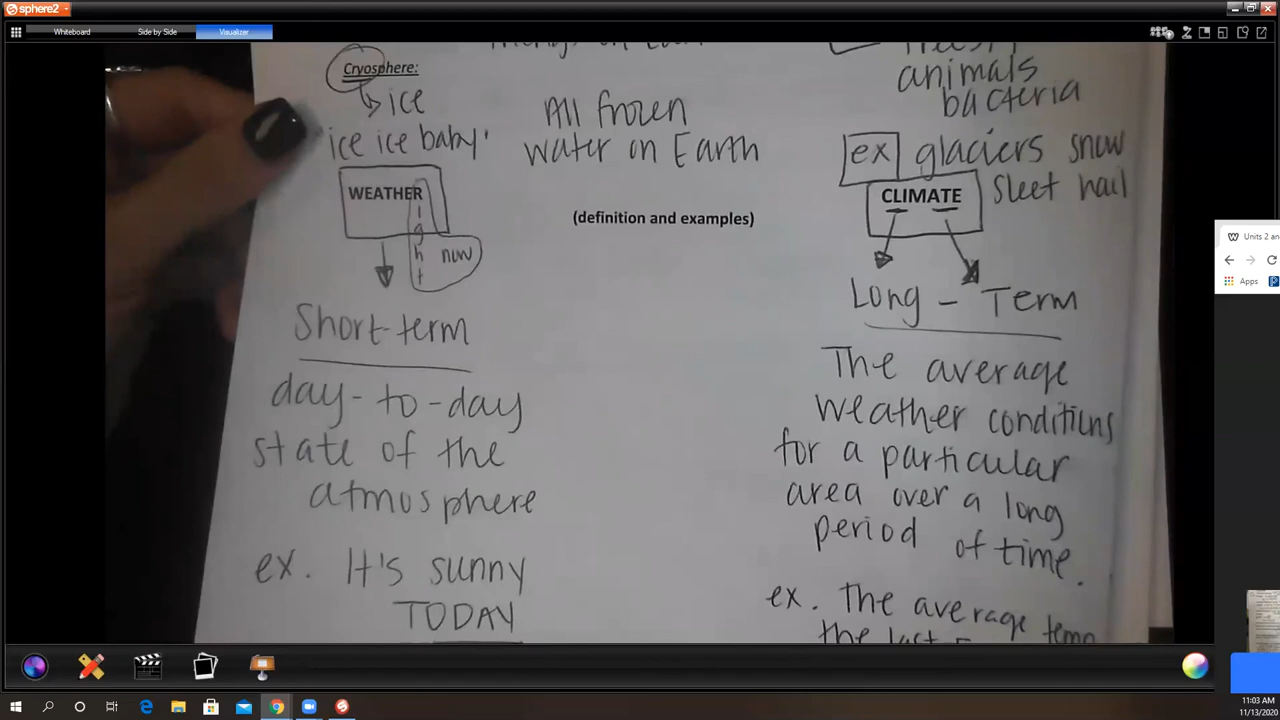 sphere2
Whiteboard
Side by Side
Visualizer
Cryosphere:
ice
ice ice baby'
All frozen
water on Earth
animals
bacteria
ex glaciers snow
sleet hail
WEATHER
ight
now
(definition and examples)
CLIMATE
Short-term
day-to-day
state of the
atmosphere
ex. It's sunny
TODAY
Long - Term
The average
weather conditions
for a particular
area over a long
period of time.
ex. The average temp
the last
Units 2 an
Apps
11:03 AM
11/13/2020